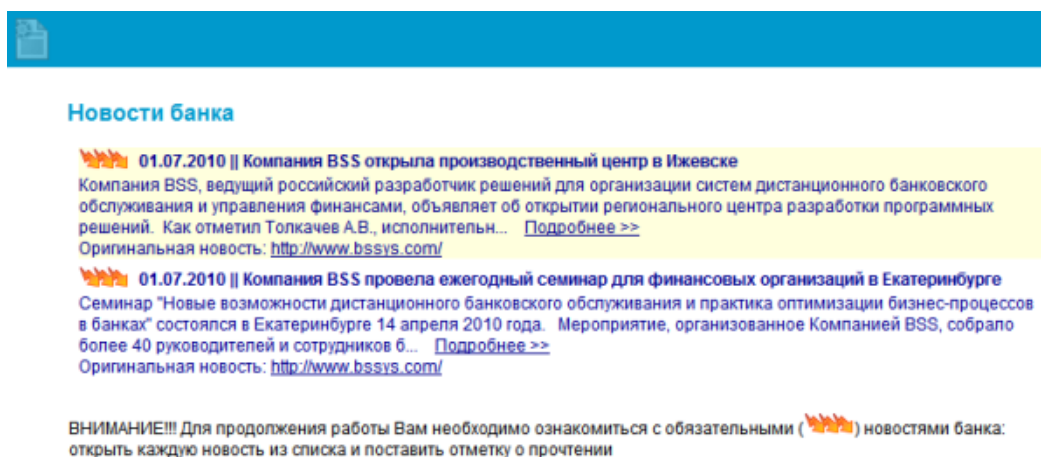 Новости банка
01.07.2010 || Компания BSS открыла производственный центр в Ижевске
Компания BSS, ведущий российский разработчик решений для организации систем дистанционного банковского
обслуживания и управления финансами, объявляет об открытии регионального центра разработки программных
решений. Как отметил Толкачев А.В., исполнительн... Подробнее >>
Оригинальная новость: http://www.bssys.com/
01.07.2010 || Компания BSS провела ежегодный семинар для финансовых организаций в Екатеринбурге
Семинар "Новые возможности дистанционного банковского обслуживания и практика оптимизации бизнес-процессов
в банках" состоялся в Екатеринбурге 14 апреля 2010 года. Мероприятие, организованное Компанией BSS, собрало
более 40 руководителей и сотрудников б... Подробнее >>
Оригинальная новость: http://www.bssys.com/
ВНИМАНИЕ!!! Для продолжения работы Вам необходимо ознакомиться с обязательными ( ) новостями банка:
открыть каждую новость из списка и поставить отметку о прочтении